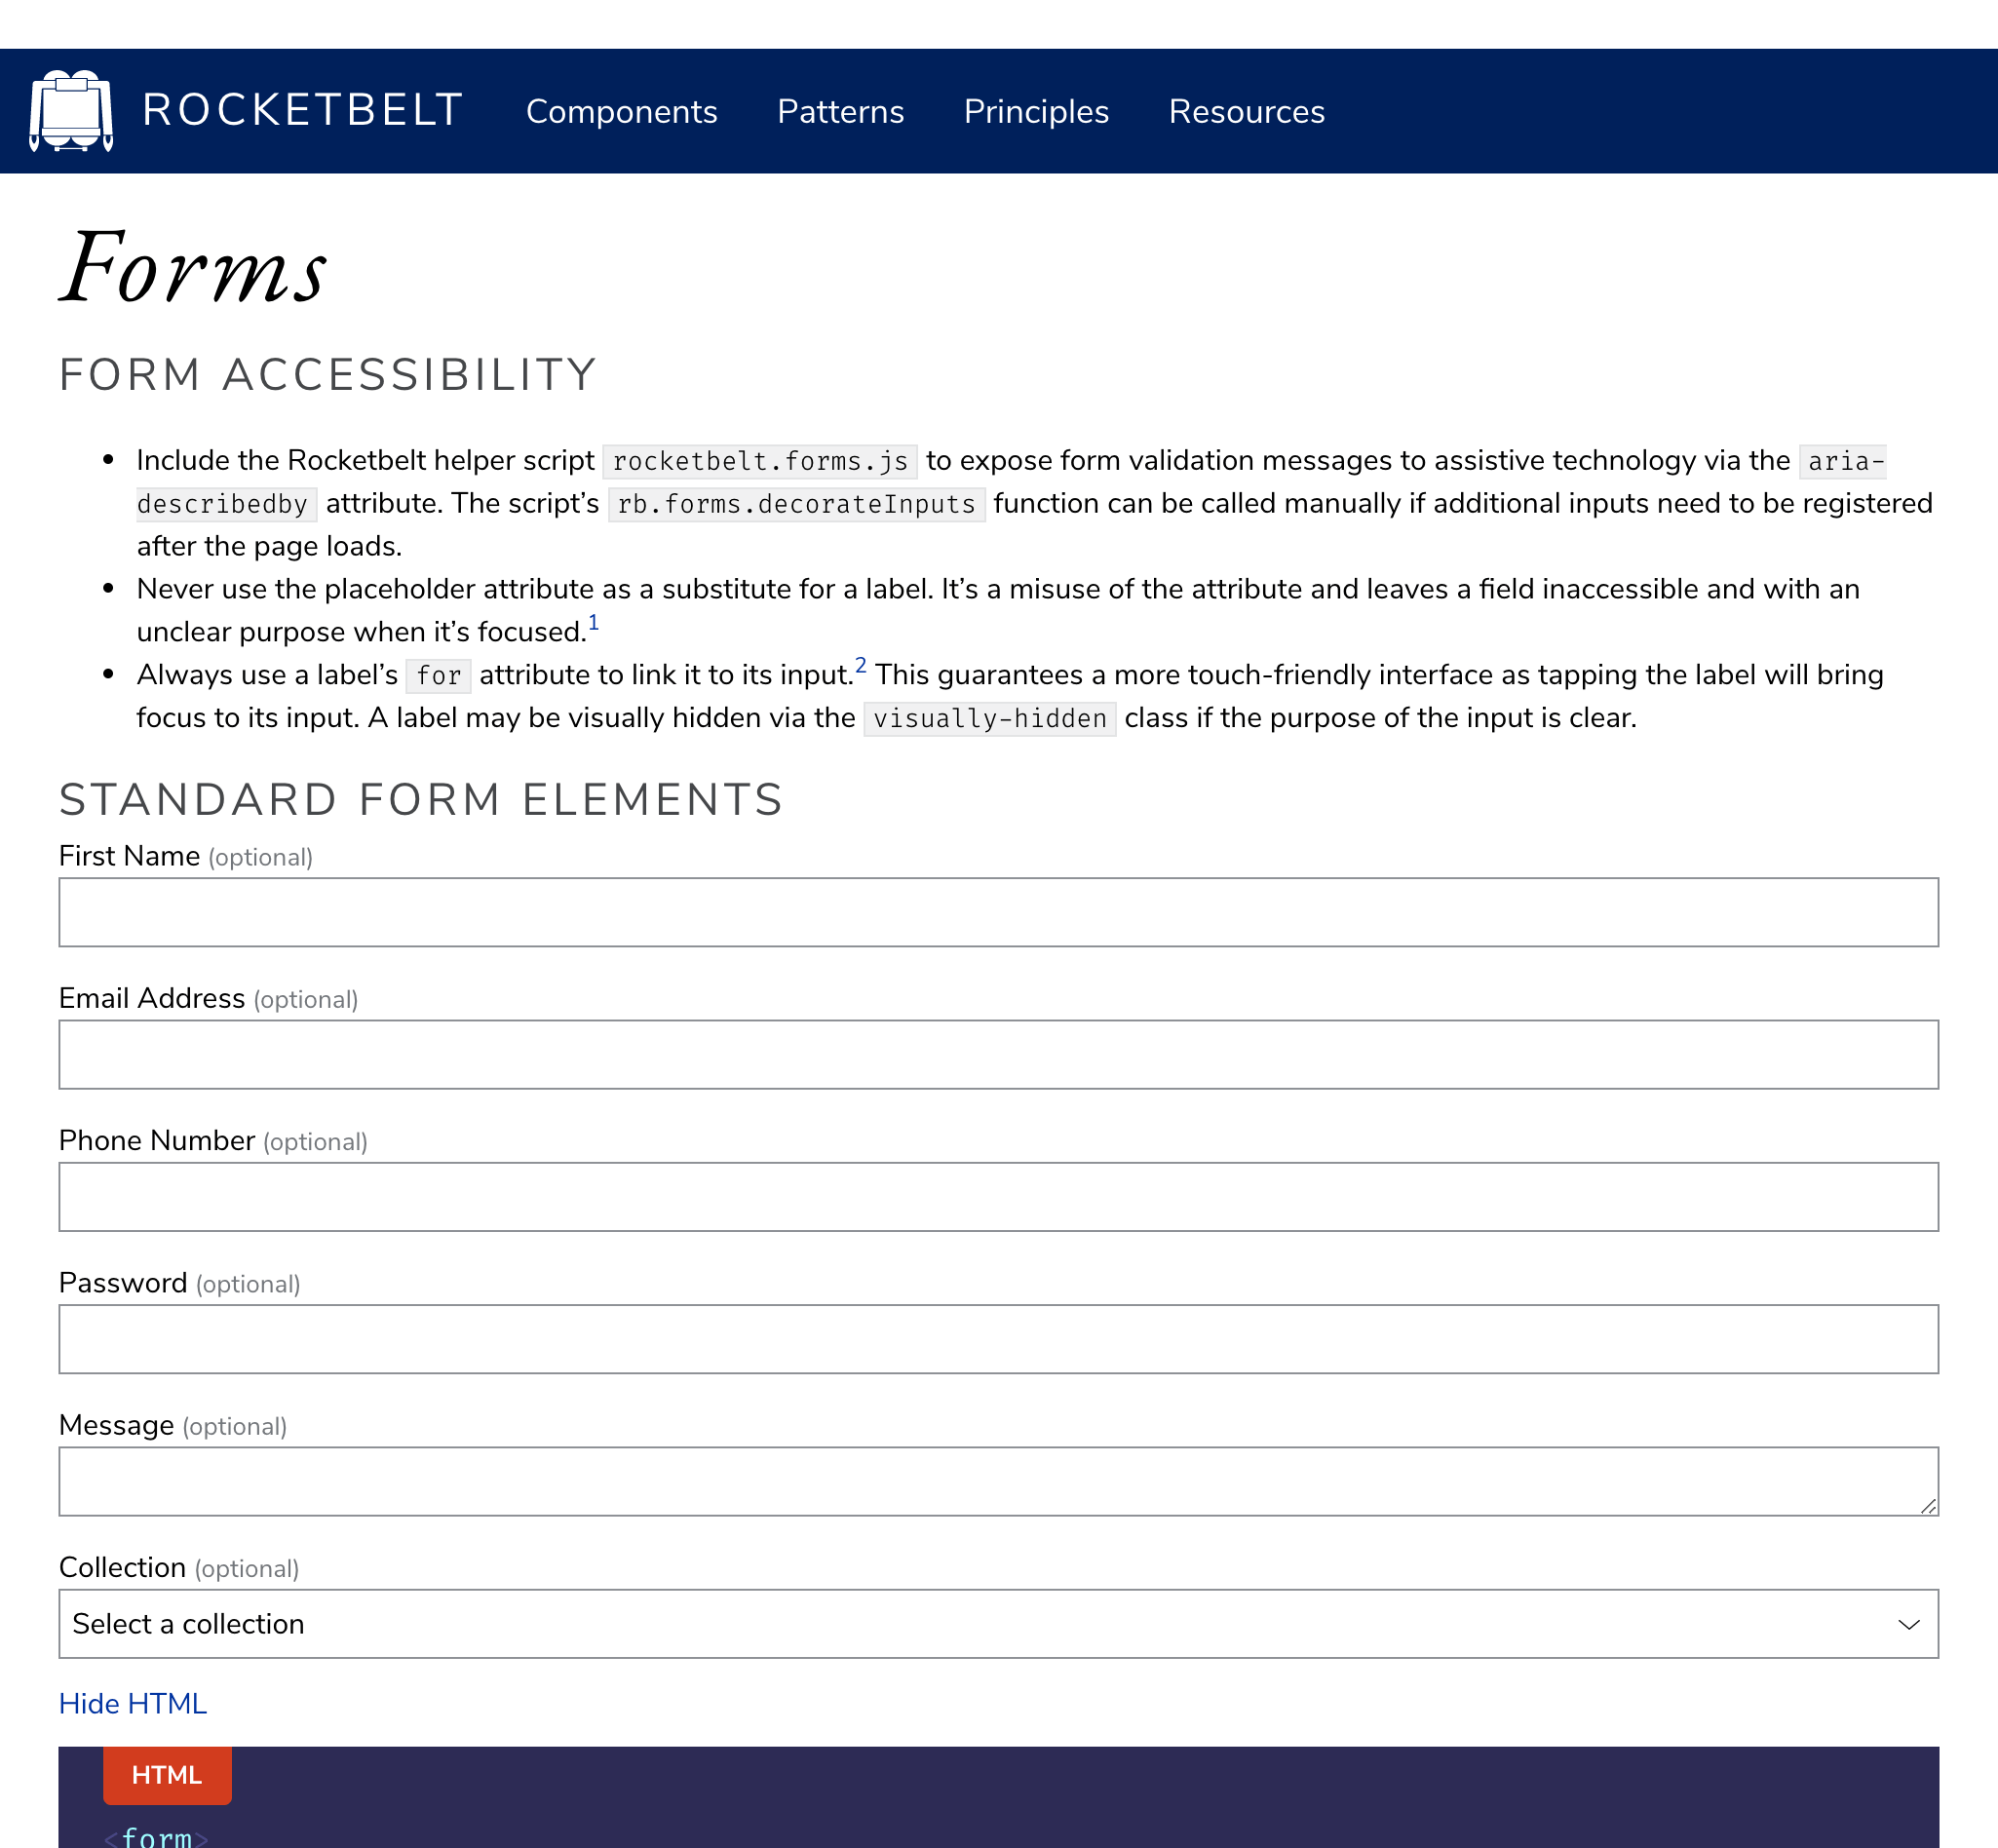 ROCKETBELT Components Patterns Principles Resources
Forms
FORM ACCESSIBILITY
• Include the Rocketbelt helper script rocketbelt.forms.js to expose form validation messages to assistive technology via the aria-
describedby attribute. The script’s rb.forms.decorateInputs function can be called manually if additional inputs need to be registered
after the page loads.
• Never use the placeholder attribute as a substitute for a label. It’s a misuse of the attribute and leaves a field inaccessible and with an
unclear purpose when it’s focused.1
• Always use a label’s for attribute to link it to its input.2 This guarantees a more touch-friendly interface as tapping the label will bring
focus to its input. A label may be visually hidden via the visually-hidden class if the purpose of the input is clear.
STANDARD FORM ELEMENTS
First Name (optional)
Email Address (optional)
Phone Number (optional)
Password (optional)
Message (optional)
Collection (optional)
Select a collection
Hide HTML
HTML
<form>